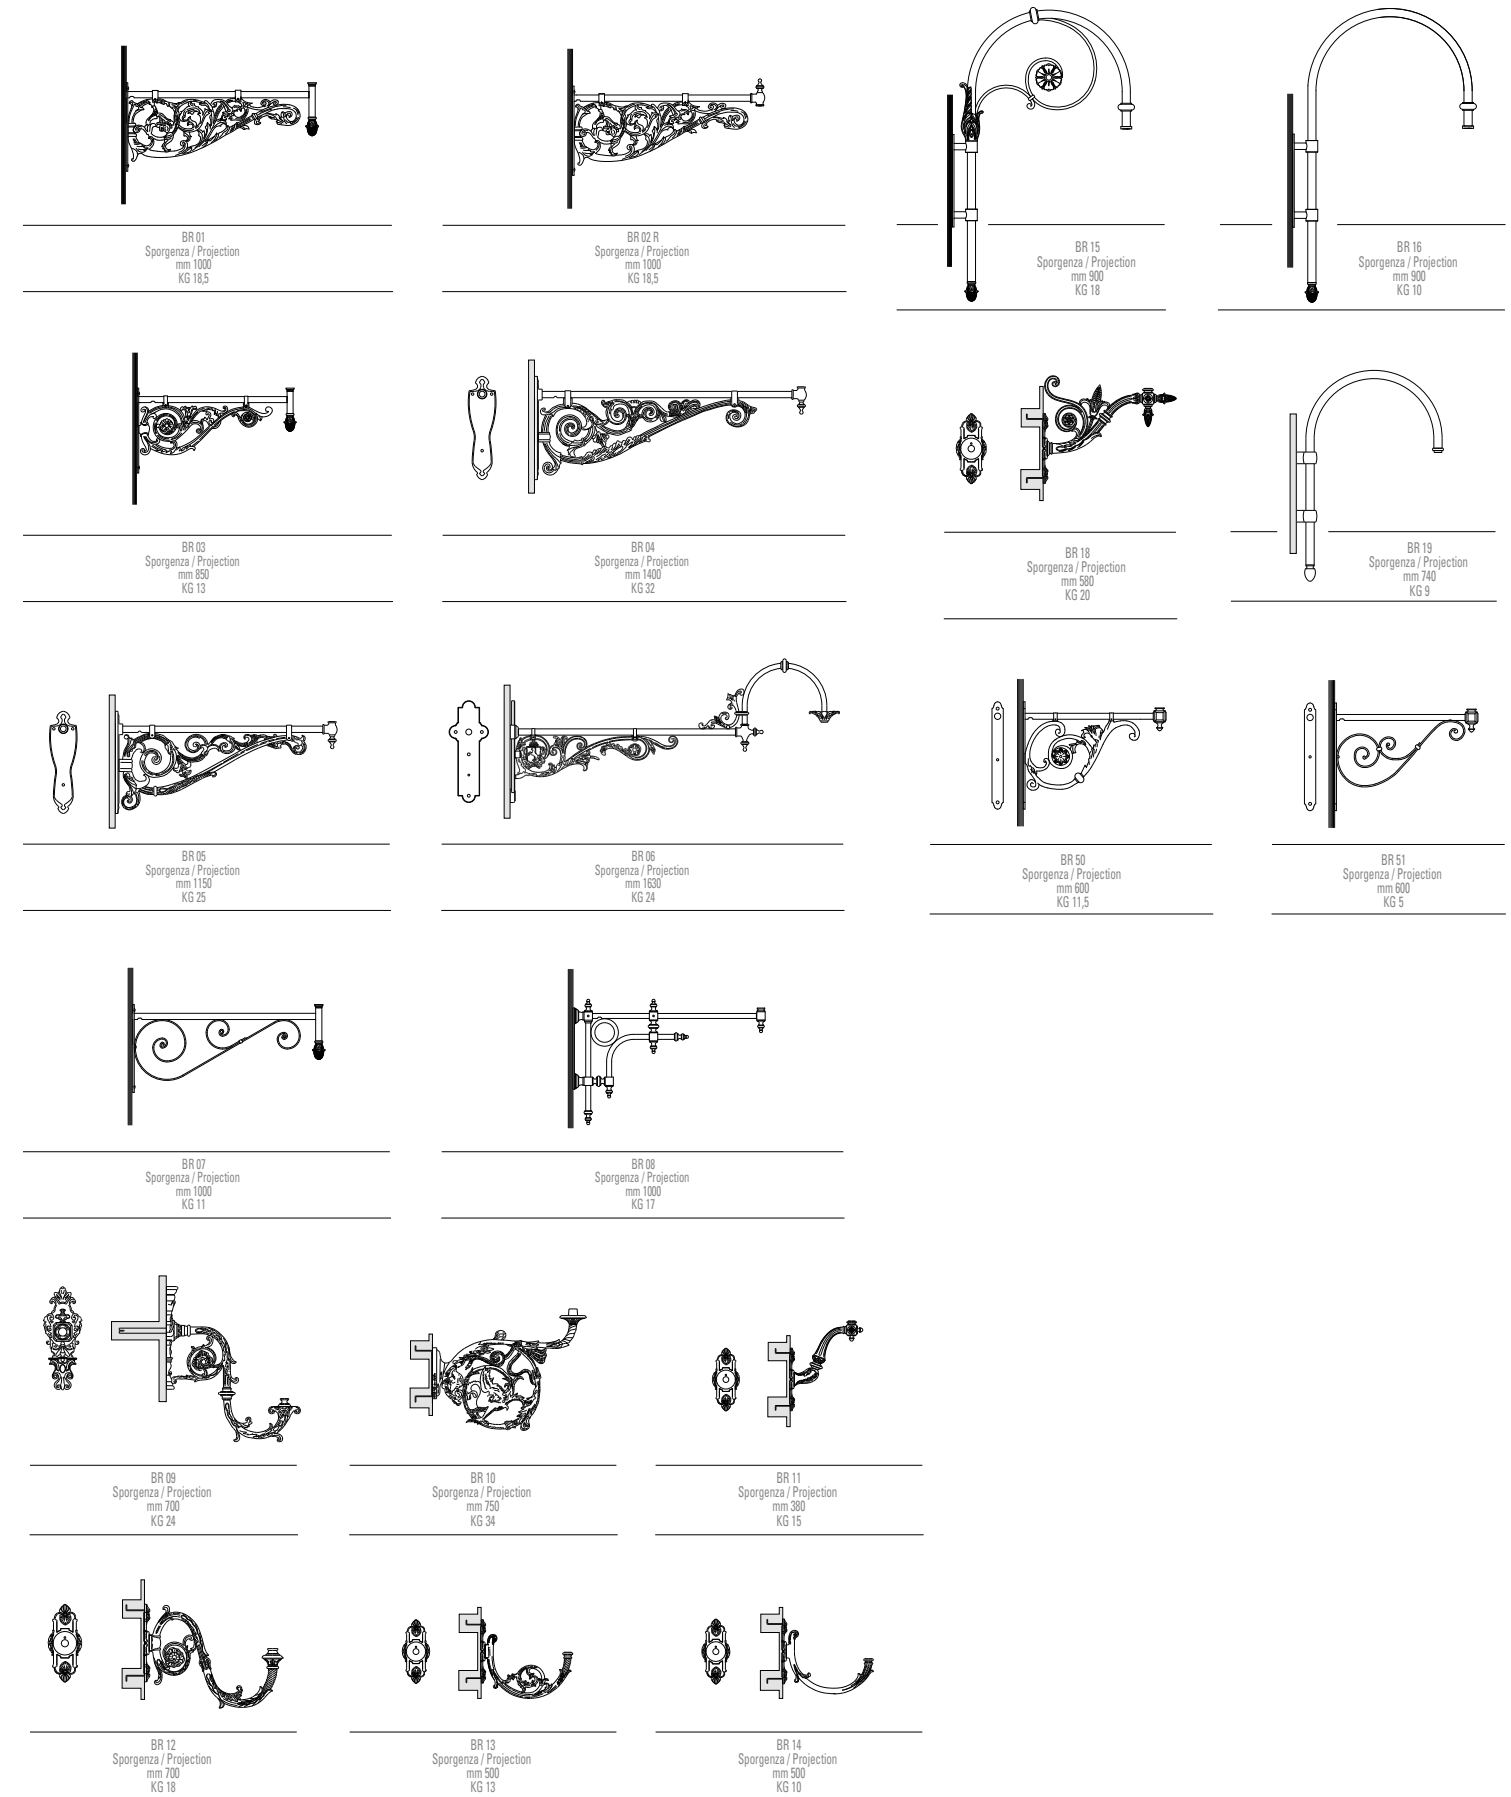 BR 01
Sporgenza / Projection
mm 1000
KG 18,5
BR 02 R
Sporgenza / Projection
mm 1000
KG 18,5
BR 15
Sporgenza / Projection
mm 900
KG 18
BR 16
Sporgenza / Projection
mm 900
KG 10
BR 03
Sporgenza / Projection
mm 850
KG 13
BR 04
Sporgenza / Projection
mm 1400
KG 32
BR 18
Sporgenza / Projection
mm 580
KG 20
BR 19
Sporgenza / Projection
mm 740
KG 9
BR 05
Sporgenza / Projection
mm 1150
KG 25
BR 06
Sporgenza / Projection
mm 1630
KG 24
BR 50
Sporgenza / Projection
mm 600
KG 11,5
BR 51
Sporgenza / Projection
mm 600
KG 5
BR 07
Sporgenza / Projection
mm 1000
KG 11
BR 08
Sporgenza / Projection
mm 1000
KG 17
BR 09
Sporgenza / Projection
mm 700
KG 24
BR 10
Sporgenza / Projection
mm 750
KG 34
BR 11
Sporgenza / Projection
mm 380
KG 15
BR 12
Sporgenza / Projection
mm 700
KG 18
BR 13
Sporgenza / Projection
mm 500
KG 13
BR 14
Sporgenza / Projection
mm 500
KG 10